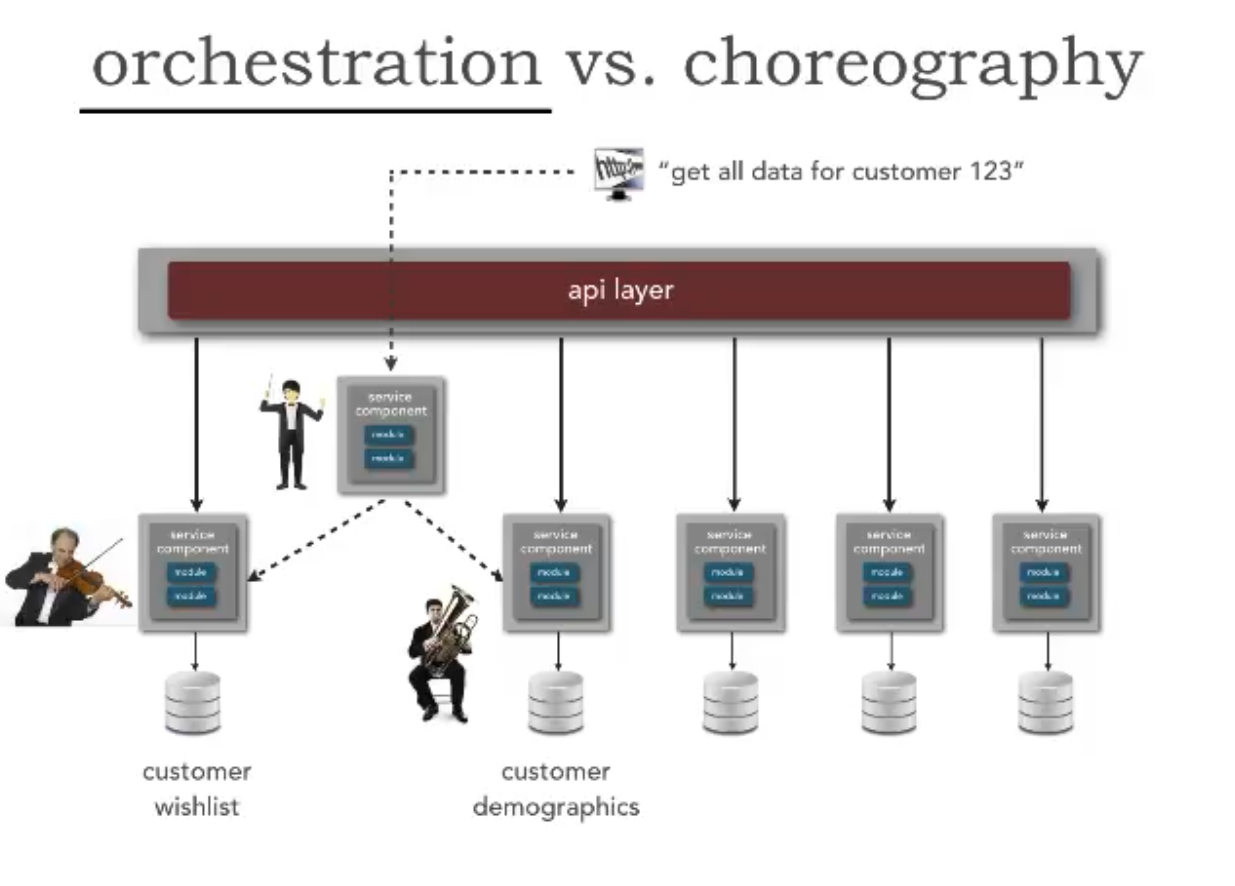 orchestration vs. choreography
"get all data for customer 123"
api layer
service
component
module
module
service
component
module
module
service
component
module
module
service
component
module
module
service
component
module
module
service
component
module
module
customer
wishlist
customer
demographics